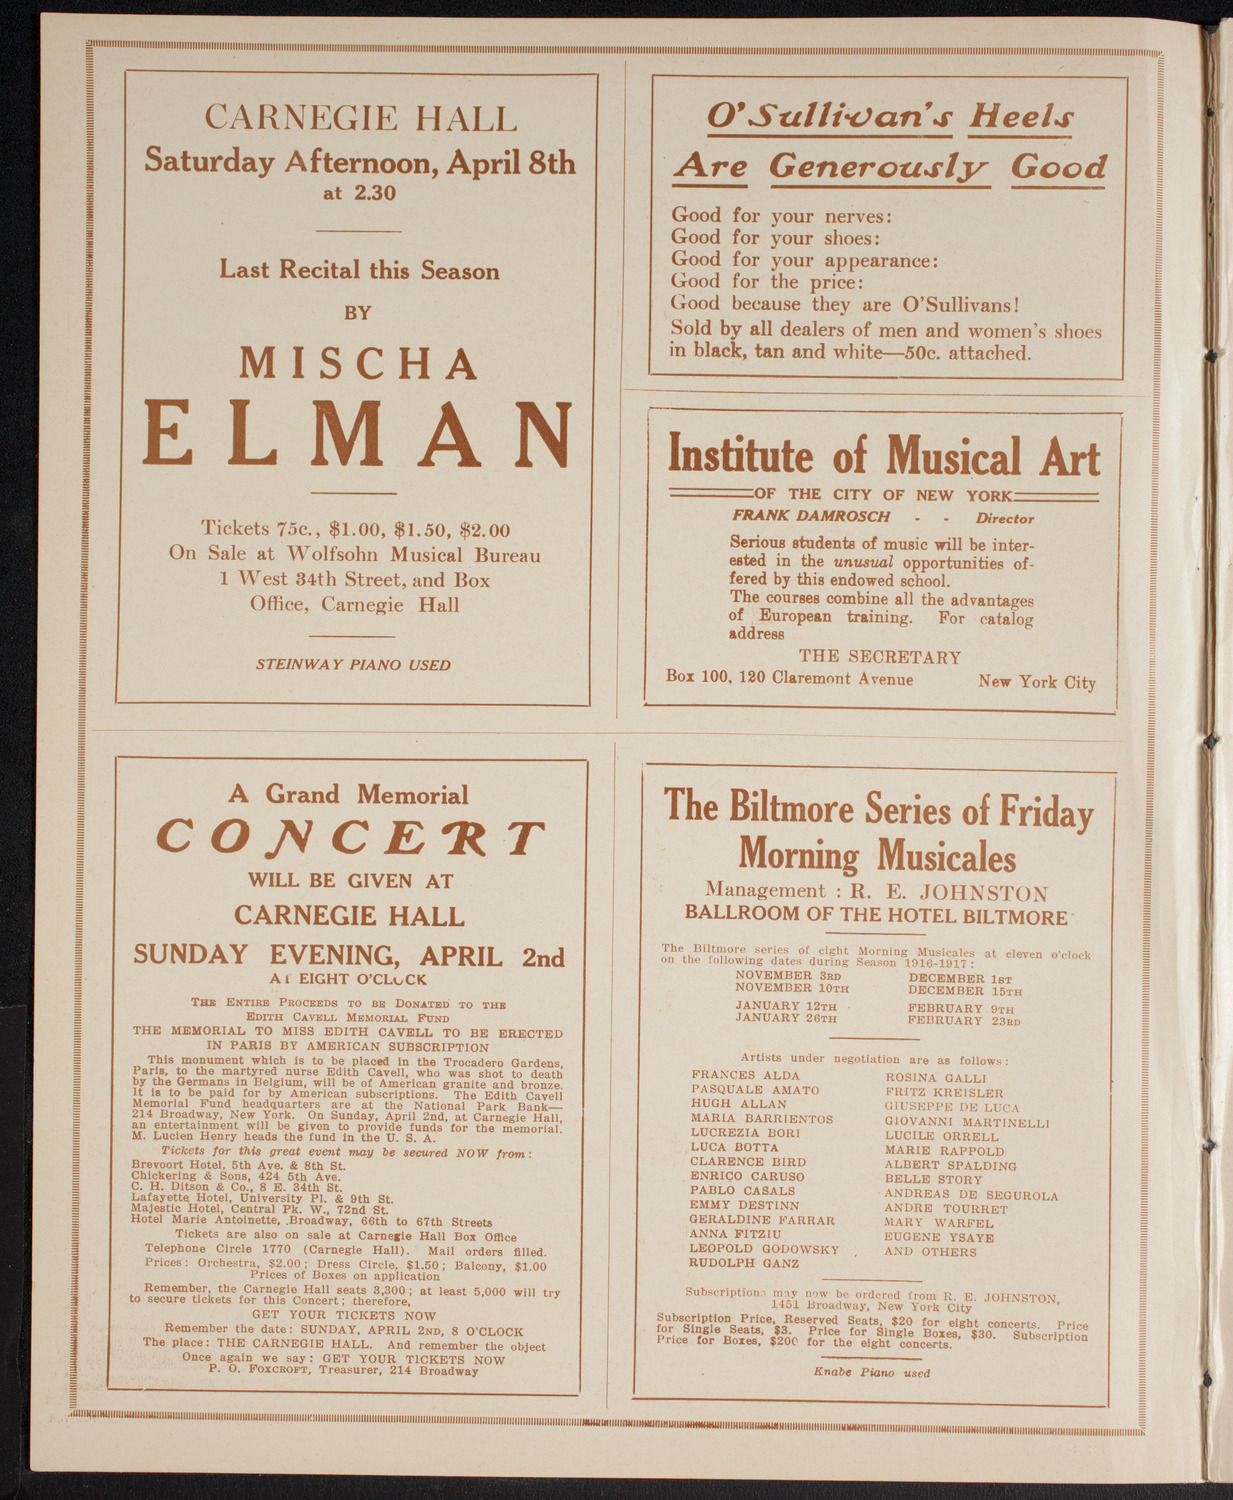 CARNEGIE HALL
Saturday Afternoon, April 8th
at 2.30
Last Recital this Season
BY
MISCHA
ELMAN
Tickets 75c., $1.00, $1.50, $2.00
On Sale at Wolfsohn Musical Bureau
1 West 34th Street, and Box
Office, Carnegie Hall
STEINWAY PIANO USED
O'Sullivan's Heels
Are Generously Good
Good for your nerves:
Good for your shoes:
Good for your appearance:
Good for the price:
Good because they are O'Sullivans!
Sold by all dealers of men and women's shoes
in black, tan and white—50c. attached.
Institute of Musical Art
OF THE CITY OF NEW YORK
FRANK DAMROSCH - - Director
Serious students of music will be inter-
ested in the unusual opportunities of-
fered by this endowed school.
The courses combine all the advantages
of European training. For catalog
address
THE SECRETARY
Box 100, 120 Claremont Avenue New York City
A Grand Memorial
CONCERT
WILL BE GIVEN AT
CARNEGIE HALL
SUNDAY EVENING, APRIL 2nd
AT EIGHT O'CLOCK
THE ENTIRE PROCEEDS TO BE DONATED TO THE
EDITH CAVELL MEMORIAL FUND
THE MEMORIAL TO MISS EDITH CAVELL TO BE ERECTED
IN PARIS BY AMERICAN SUBSCRIPTION
This monument which is to be placed in the Trocadero Gardens,
Paris, to the martyred nurse Edith Cavell, who was shot to death
by the Germans in Belgium, will be of American granite and bronze.
It is to be paid for by American subscriptions. The Edith Cavell
Memorial Fund headquarters are at the National Park Bank—
214 Broadway, New York. On Sunday, April 2nd, at Carnegie Hall,
an entertainment will be given to provide funds for the memorial.
M. Lucien Henry heads the fund in the U. S. A.
Tickets for this great event may be secured NOW from:
Brevoort Hotel, 5th Ave. & 8th St.
Chickering & Sons, 424 5th Ave.
C. H. Ditson & Co., 8 E. 34th St.
Lafayette Hotel, University Pl. & 9th St.
Majestic Hotel, Central Pk. W., 72nd St.
Hotel Marie Antoinette, Broadway, 66th to 67th Streets
Tickets are also on sale at Carnegie Hall Box Office
Telephone Circle 1770 (Carnegie Hall). Mail orders filled.
Prices: Orchestra, $2.00; Dress Circle, $1.50; Balcony, $1.00
Prices of Boxes on application
Remember, the Carnegie Hall seats 3,300; at least 5,000 will try
to secure tickets for this Concert; therefore,
GET YOUR TICKETS NOW
Remember the date: SUNDAY, APRIL 2ND, 8 O'CLOCK
The place: THE CARNEGIE HALL. And remember the object
Once again we say: GET YOUR TICKETS NOW
P. O. FOXCROFT, Treasurer, 214 Broadway
The Biltmore Series of Friday
Morning Musicales
Management : R. E. JOHNSTON
BALLROOM OF THE HOTEL BILTMORE
The Biltmore series of eight Morning Musicales at eleven o'clock
on the following dates during Season 1916-1917:
NOVEMBER 3RD DECEMBER 1ST
NOVEMBER 10TH DECEMBER 15TH
JANUARY 12TH FEBRUARY 9TH
JANUARY 26TH FEBRUARY 23RD
Artists under negotiation are as follows:
FRANCES ALDA ROSINA GALLI
PASQUALE AMATO FRITZ KREISLER
HUGH ALLAN GIUSEPPE DE LUCA
MARIA BARRIENTOS GIOVANNI MARTINELLI
LUCREZIA BORI LUCILE ORRELL
LUCA BOTTA MARIE RAPPOLD
CLARENCE BIRD ALBERT SPALDING
ENRICO CARUSO BELLE STORY
PABLO CASALS ANDREAS DE SEGUROLA
EMMY DESTINN ANDRE TOURRET
GERALDINE FARRAR MARY WARFEL
ANNA FITZIU EUGENE YSAYE
LEOPOLD GODOWSKY AND OTHERS
RUDOLPH GANZ
Subscriptions may now be ordered from R. E. JOHNSTON,
1451 Broadway, New York City
Subscription Price, Reserved Seats, $20 for eight concerts. Price
for Single Seats, $3. Price for Single Boxes, $30. Subscription
Price for Boxes, $200 for the eight concerts.
Knabe Piano used